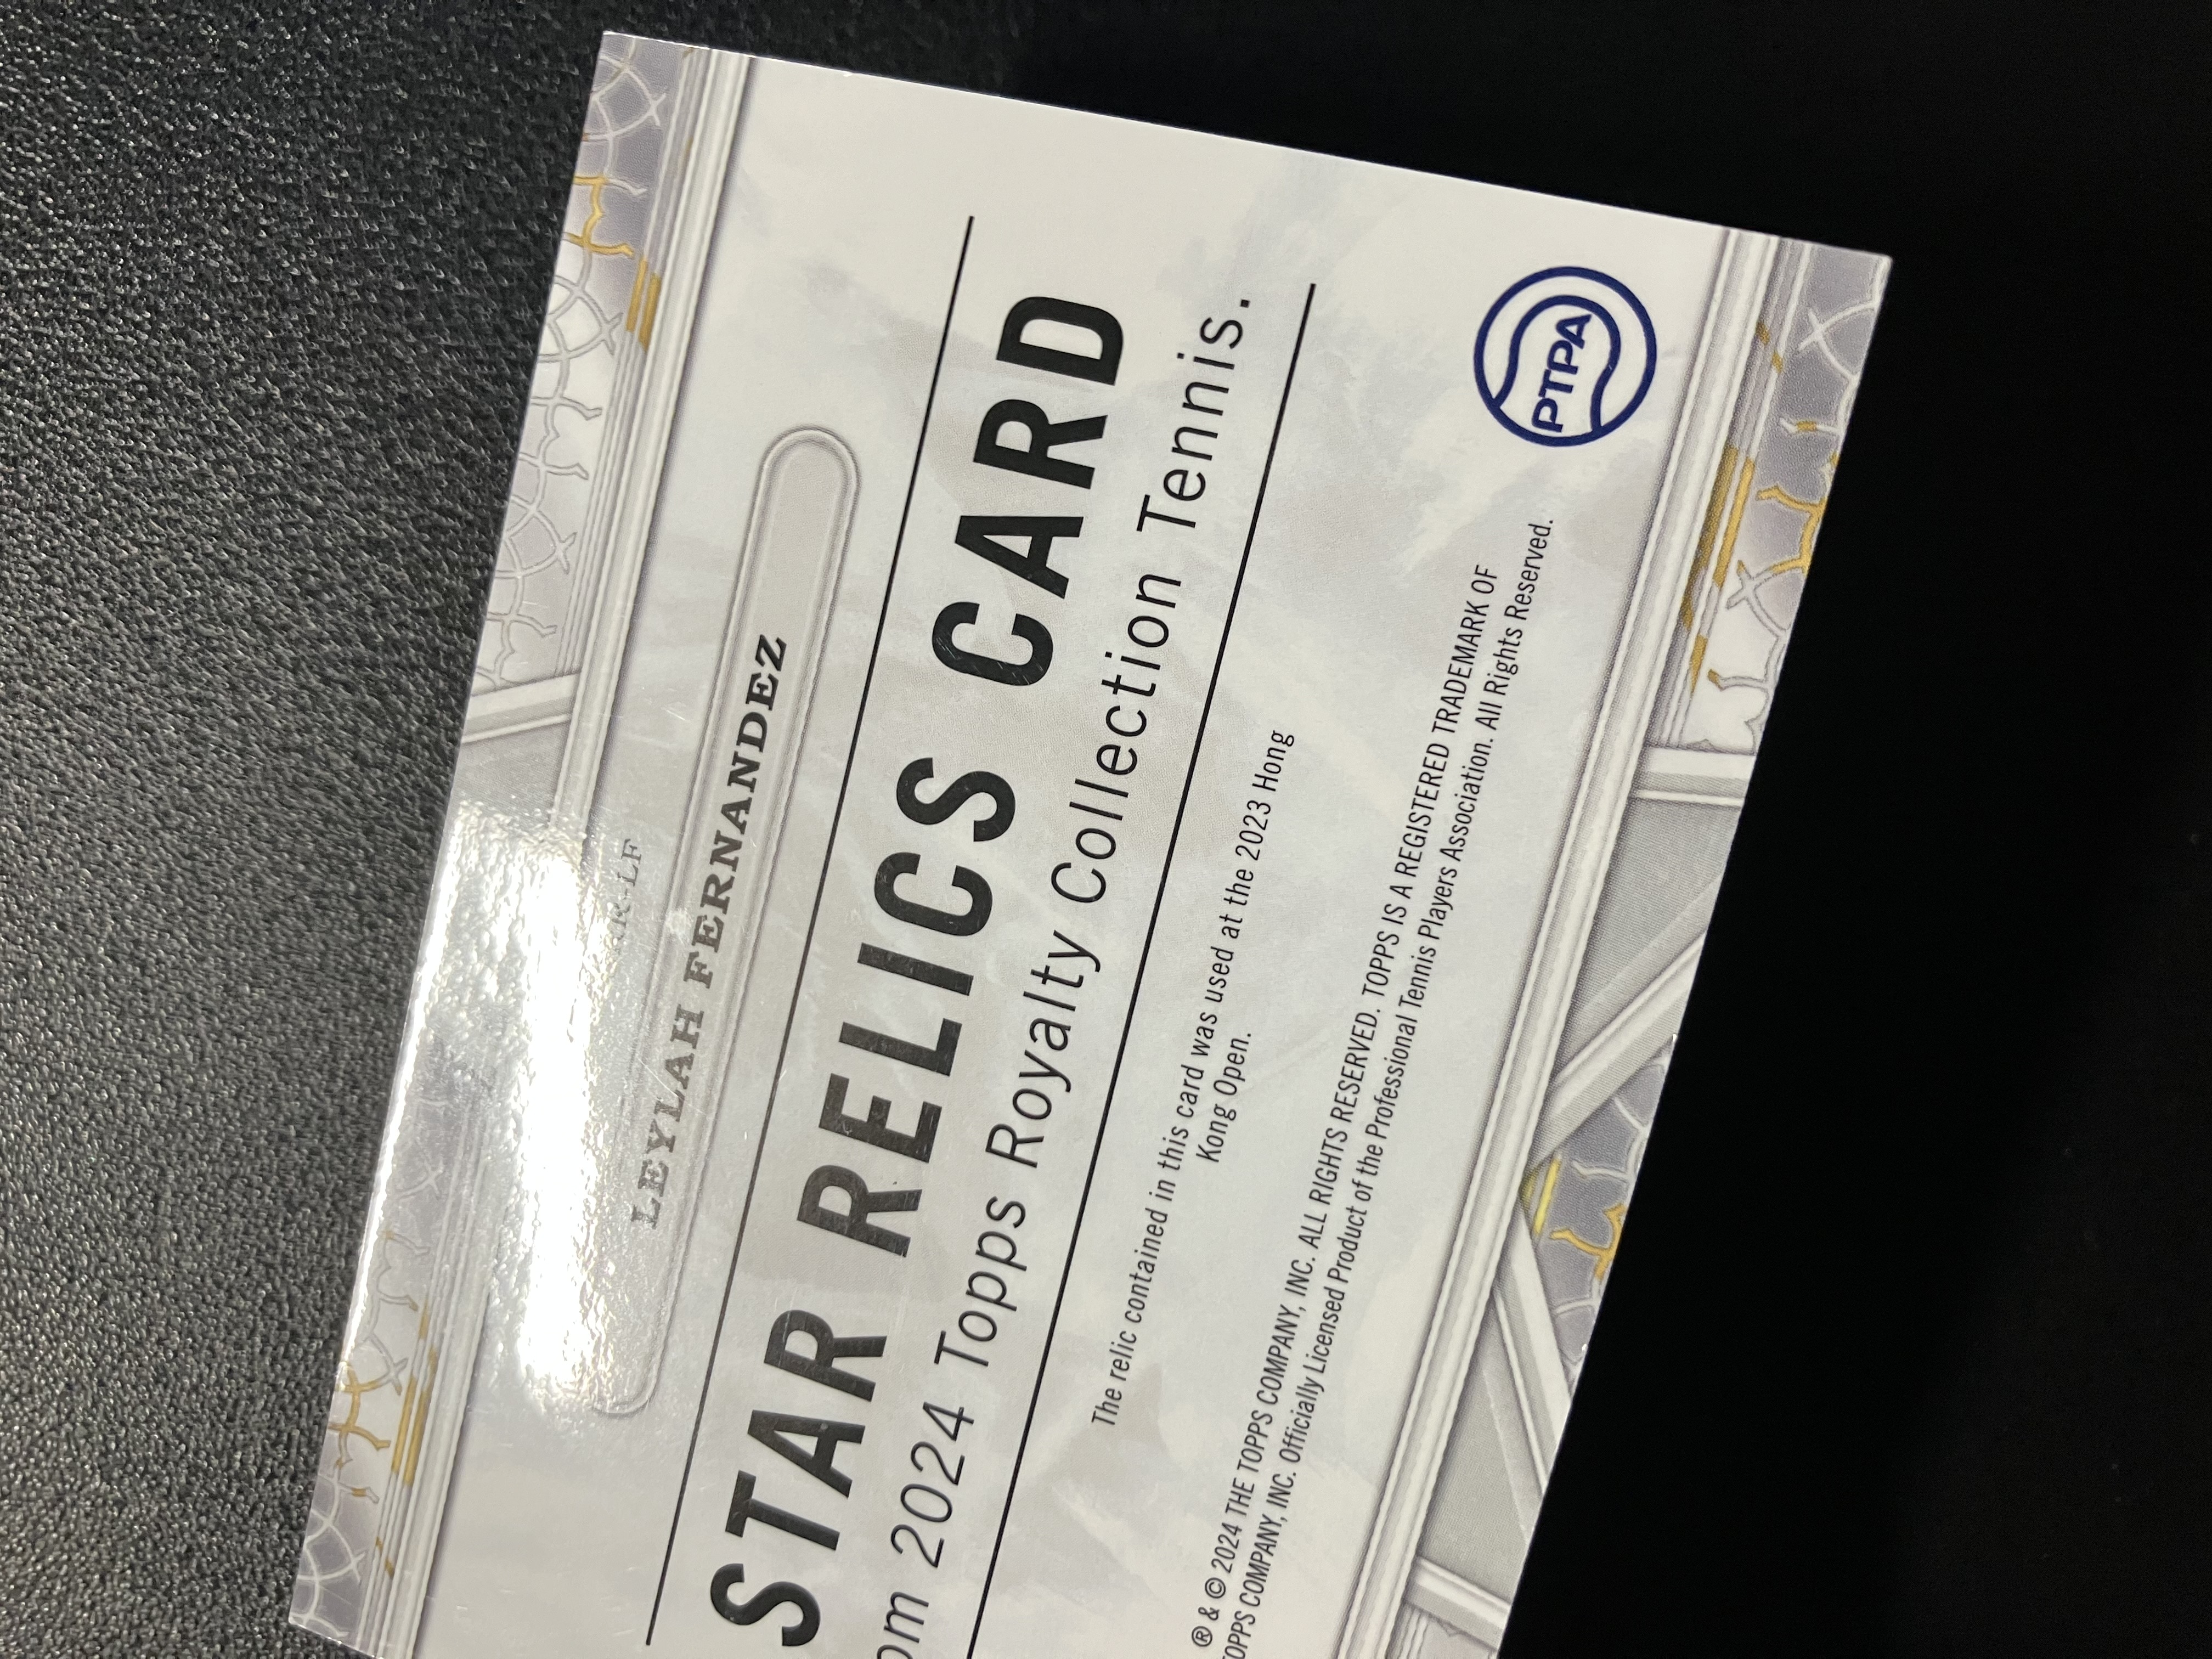 LEYLAH FERNANDEZ
STAR RELICS CARD
2024 Topps Royalty Collection Tennis.
The relic contained in this card was used at the 2023 Hong
Kong Open.
® & © 2024 THE TOPPS COMPANY, INC. ALL RIGHTS RESERVED. TOPPS IS A REGISTERED TRADEMARK OF
TOPPS COMPANY, INC. Officially Licensed Product of the Professional Tennis Players Association. All Rights Reserved.
PTPA